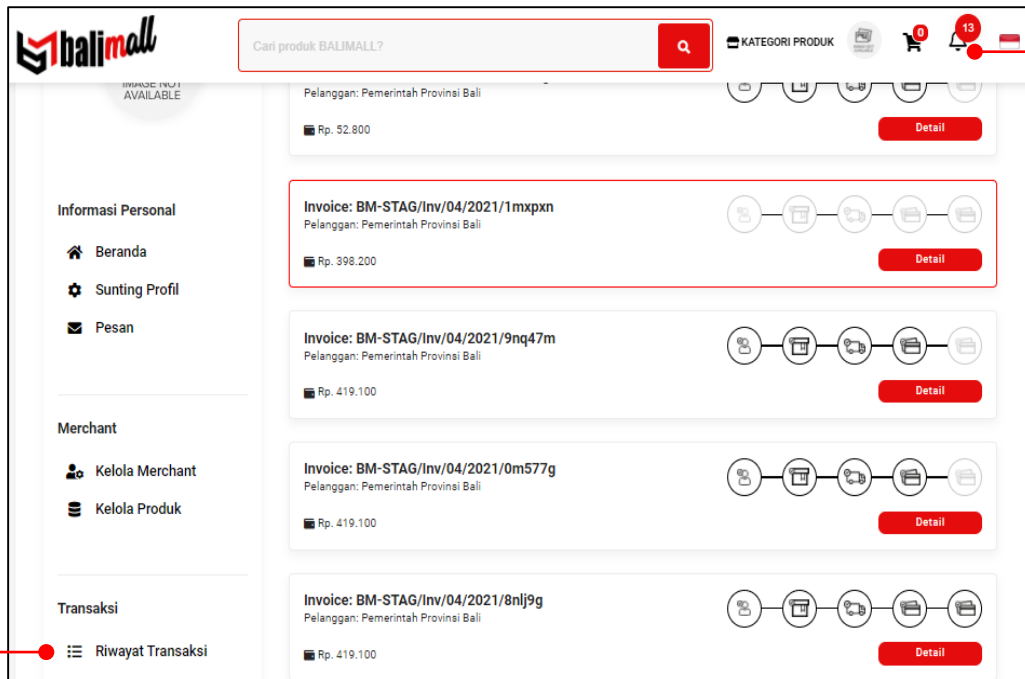 balimall
Cari produk BALIMALL?
KATEGORI PRODUK
0
13
IMAGE NOT
AVAILABLE
Pelanggan: Pemerintah Provinsi Bali
Rp. 52.800
Detail
Informasi Personal
Beranda
Sunting Profil
Pesan
Merchant
Kelola Merchant
Kelola Produk
Transaksi
Riwayat Transaksi
Invoice: BM-STAG/Inv/04/2021/1mxpxn
Pelanggan: Pemerintah Provinsi Bali
Rp. 398.200
Detail
Invoice: BM-STAG/Inv/04/2021/9nq47m
Pelanggan: Pemerintah Provinsi Bali
Rp. 419.100
Detail
Invoice: BM-STAG/Inv/04/2021/0m577g
Pelanggan: Pemerintah Provinsi Bali
Rp. 419.100
Detail
Invoice: BM-STAG/Inv/04/2021/8nlj9g
Pelanggan: Pemerintah Provinsi Bali
Rp. 419.100
Detail